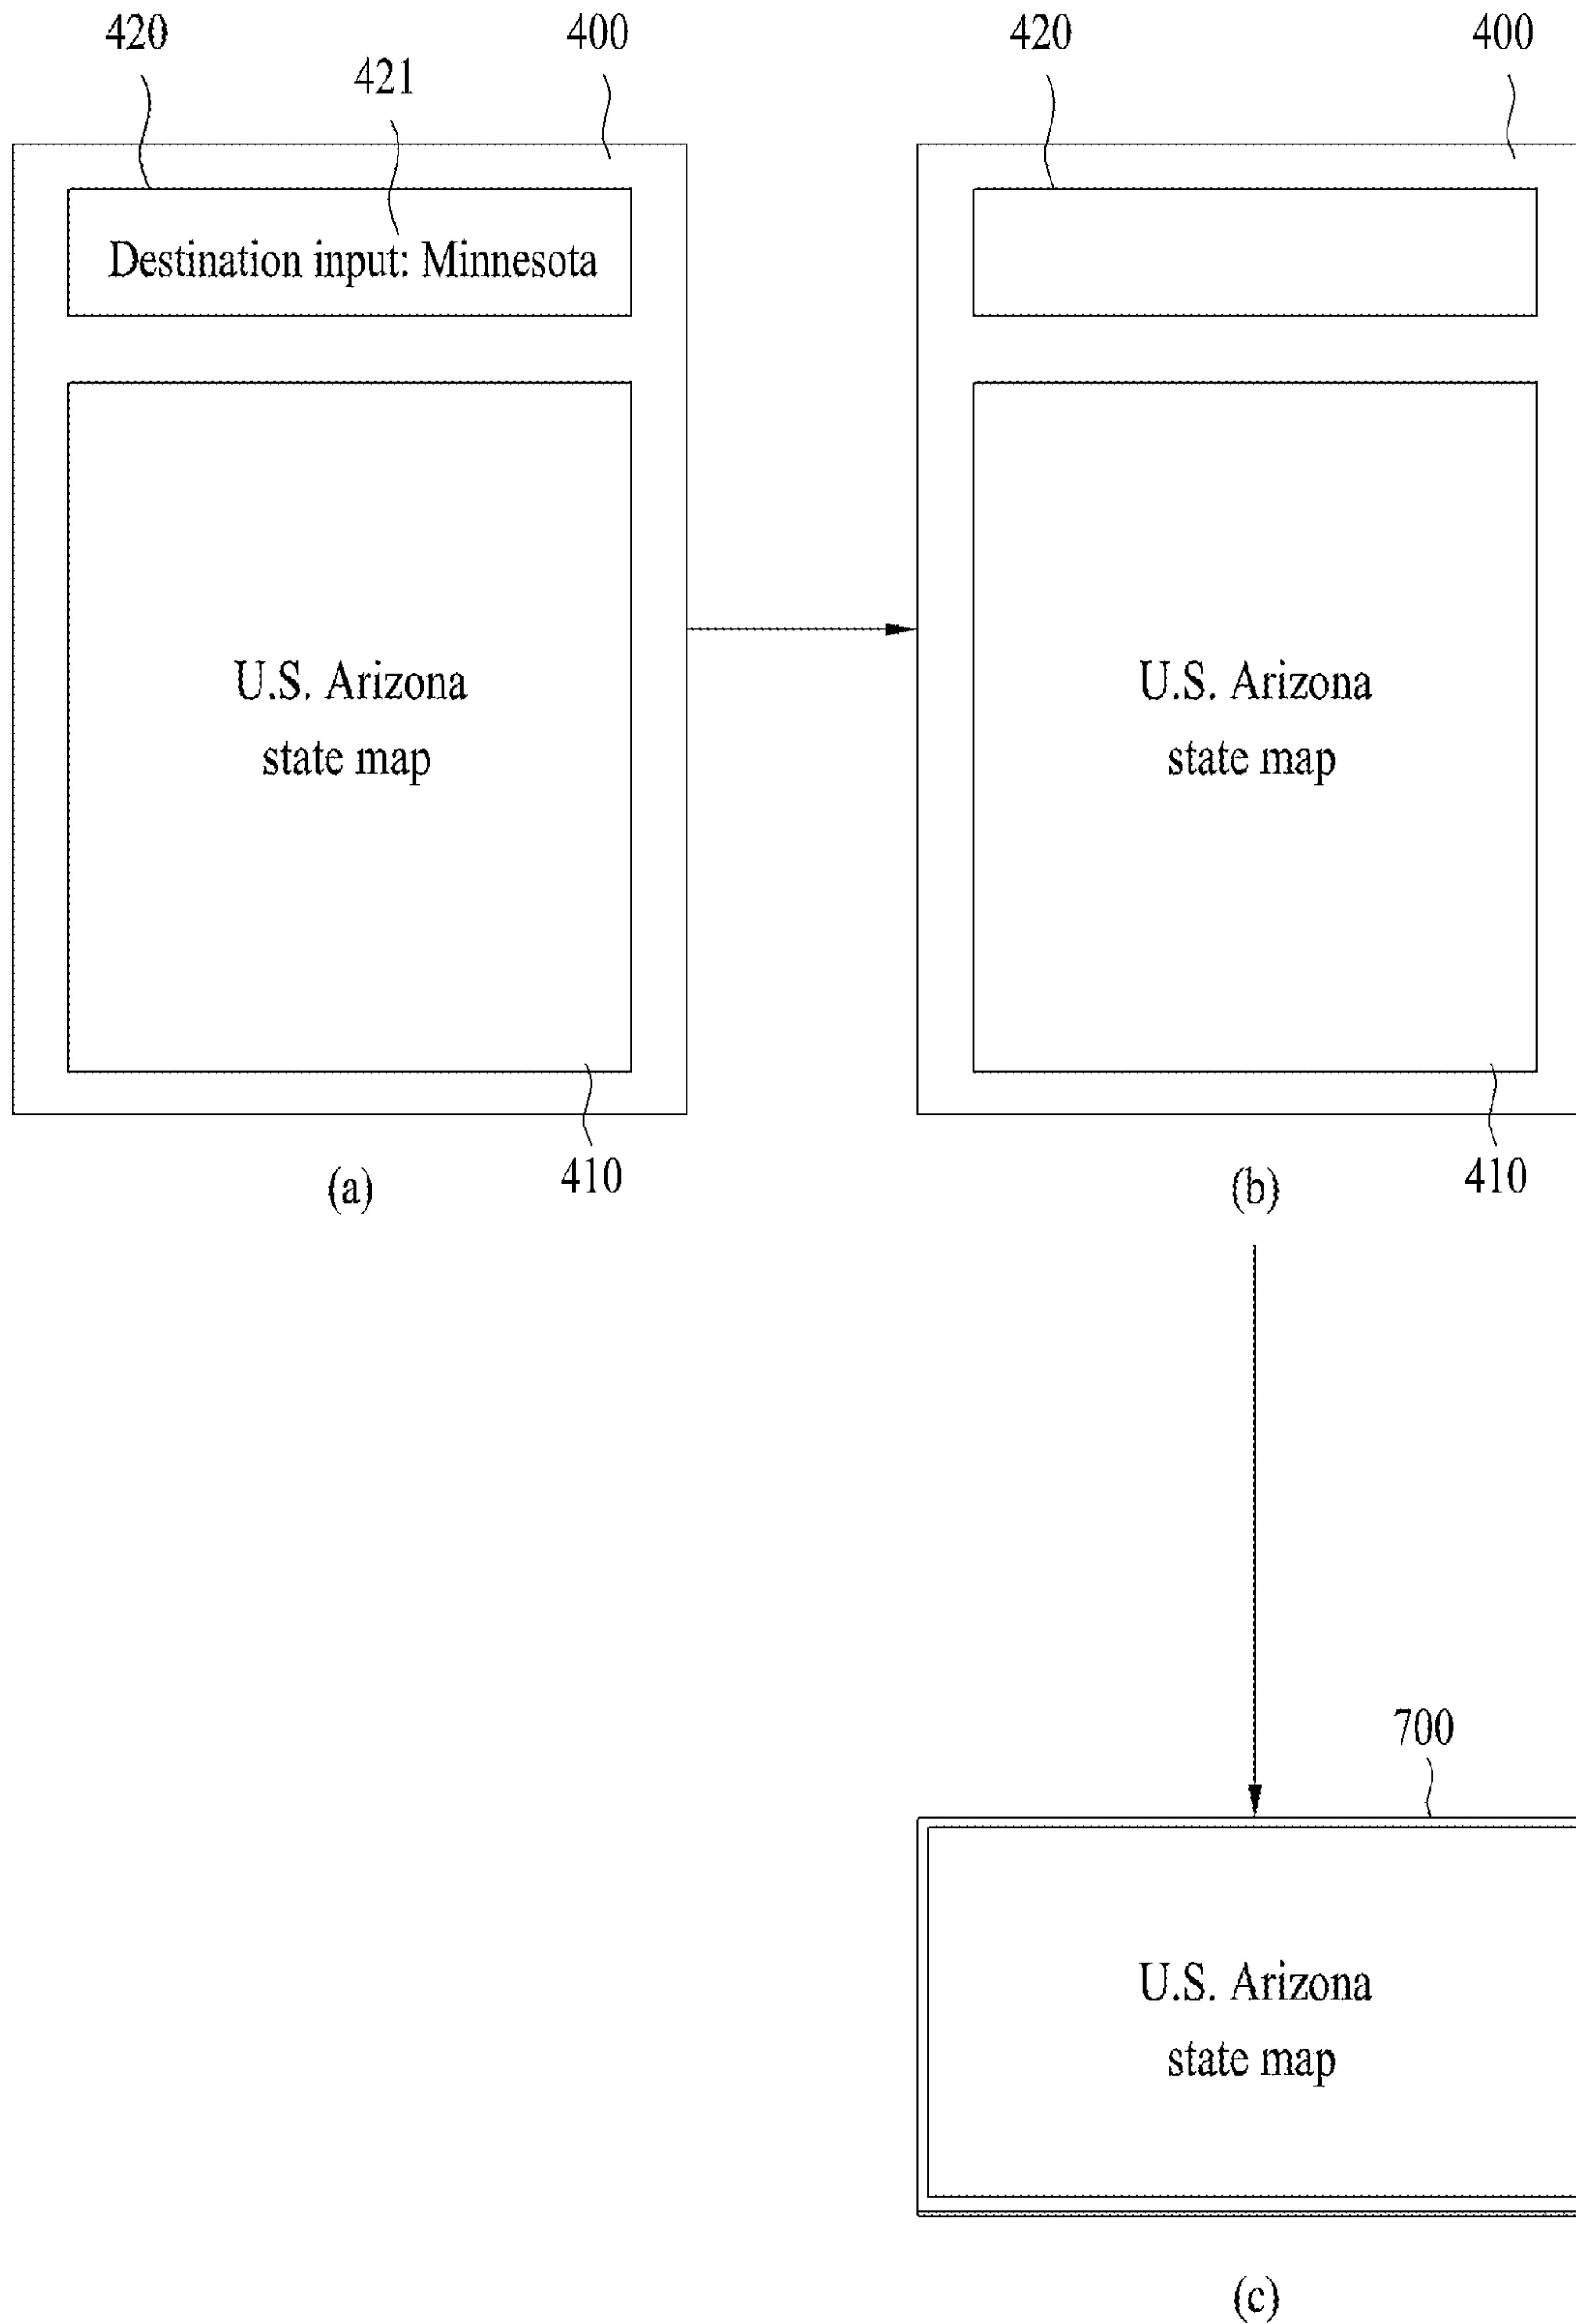 420
400
421
420
400
Destination input: Minnesota
U.S. Arizona
state map
U.S. Arizona
state map
410
410
(a)
(b)
700
U.S. Arizona
state map
(c)